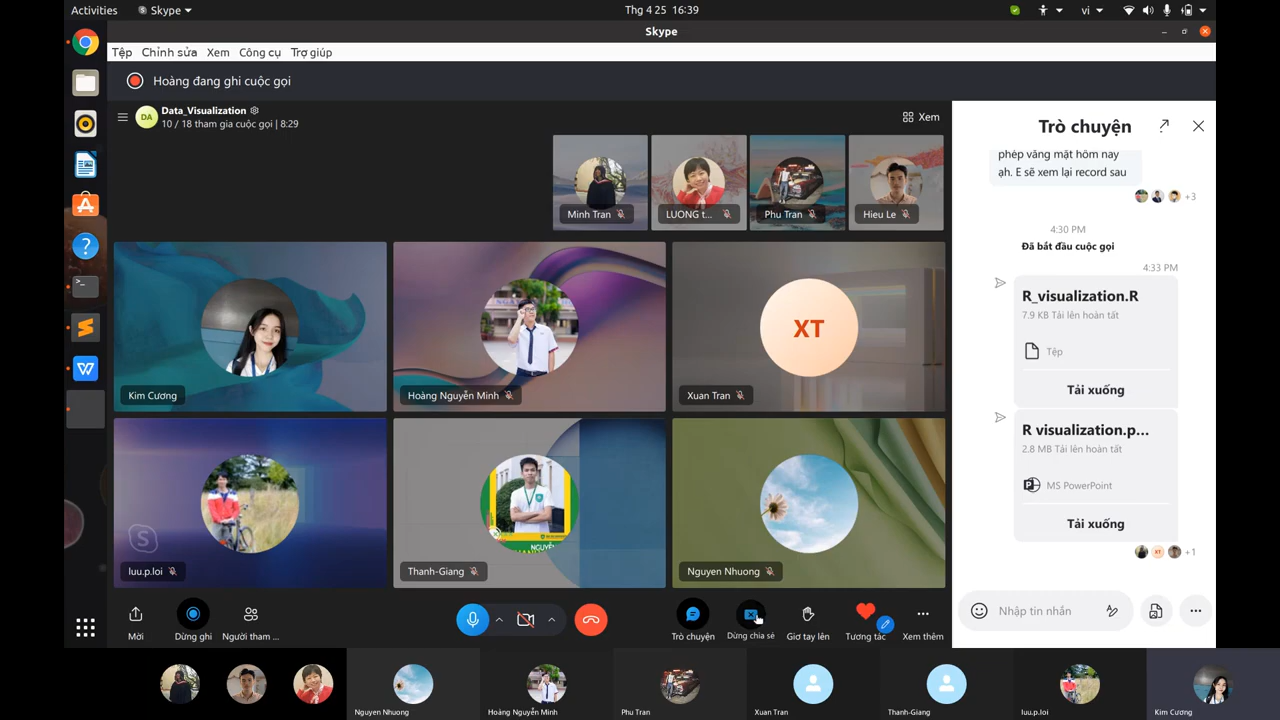 Activities
Skype
Thg 4 25 16:39
vi
Skype
Tệp Chỉnh sửa Xem Công cụ Trợ giúp
Hoàng đang ghi cuộc gọi
DA
Data_Visualization
10 / 18 tham gia cuộc gọi | 8:29
Xem
Minh Tran
LUONG t...
Phu Tran
Hieu Le
Kim Cương
Hoàng Nguyễn Minh
XT
Xuan Tran
luu.p.loi
Thanh-Giang
Nguyen Nhuong
Mời
Dừng ghi
Người tham ...
Trò chuyện
Dừng chia sẻ
Giơ tay lên
Tương tác
Xem thêm
Trò chuyện
phép vắng mặt hôm nay
ạh. E sẽ xem lại record sau
+3
4:30 PM
Đã bắt đầu cuộc gọi
4:33 PM
R_visualization.R
7.9 KB Tải lên hoàn tất
Tệp
Tải xuống
R visualization.p...
2.8 MB Tải lên hoàn tất
MS PowerPoint
Tải xuống
XT
+1
Nhập tin nhắn
Nguyen Nhuong
Hoàng Nguyễn Minh
Phu Tran
Xuan Tran
Thanh-Giang
luu.p.loi
Kim Cương